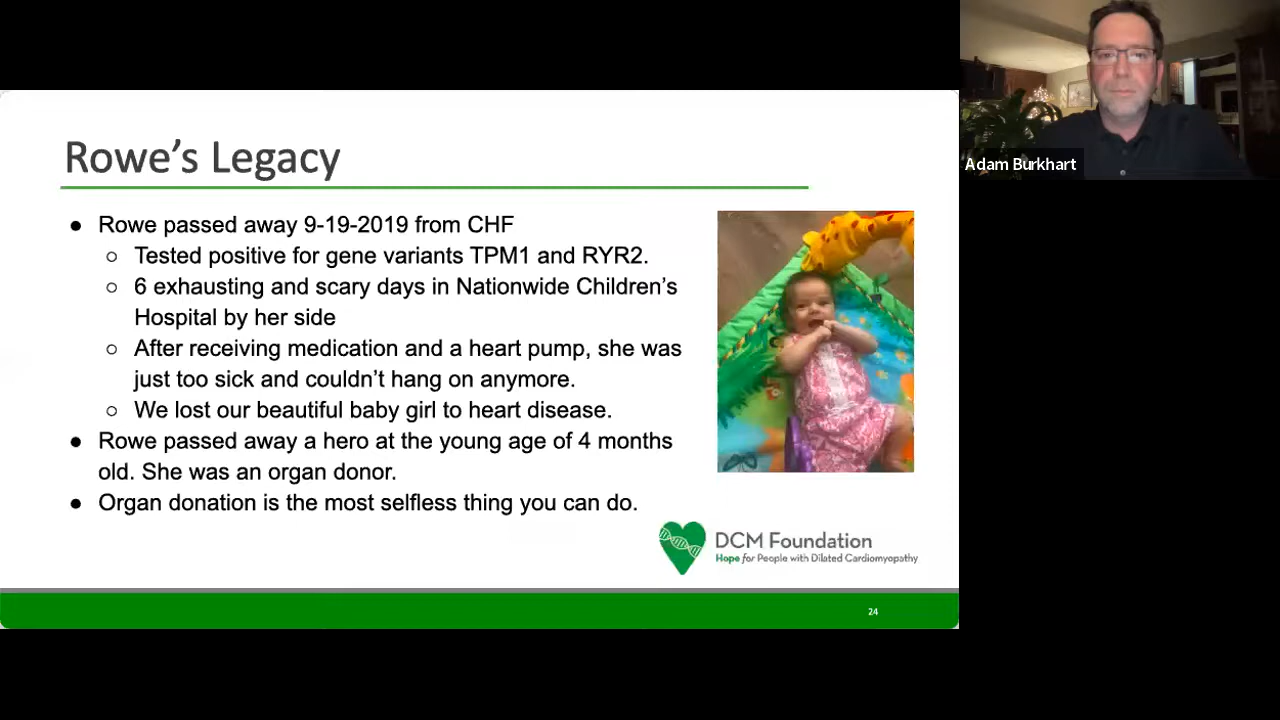 Rowe's Legacy
● Rowe passed away 9-19-2019 from CHF
○ Tested positive for gene variants TPM1 and RYR2.
○ 6 exhausting and scary days in Nationwide Children's
Hospital by her side
○ After receiving medication and a heart pump, she was
just too sick and couldn't hang on anymore.
○ We lost our beautiful baby girl to heart disease.
● Rowe passed away a hero at the young age of 4 months
old. She was an organ donor.
● Organ donation is the most selfless thing you can do.
DCM Foundation
Hope for People with Dilated Cardiomyopathy
24
Adam Burkhart